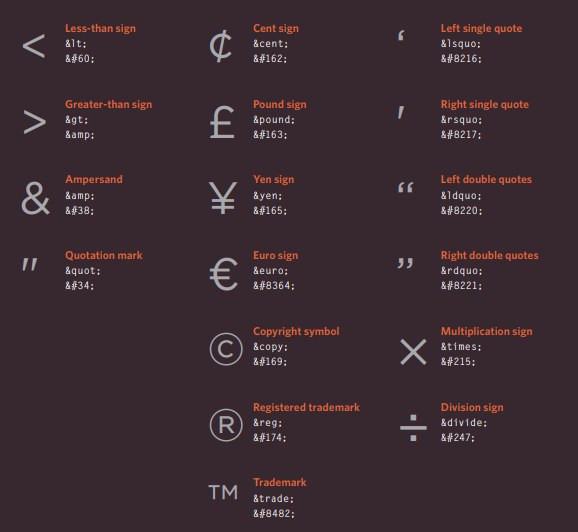 <
Less-than sign
&lt;
&#60;
>
Greater-than sign
&gt;
&amp;
&
Ampersand
&amp;
&#38;
"
Quotation mark
&quot;
&#34;
¢
Cent sign
&cent;
&#162;
£
Pound sign
&pound;
&#163;
¥
Yen sign
&yen;
&#165;
€
Euro sign
&euro;
&#8364;
©
Copyright symbol
&copy;
&#169;
®
Registered trademark
&reg;
&#174;
™
Trademark
&trade;
&#8482;
‘
Left single quote
&lsquo;
&#8216;
'
Right single quote
&rsquo;
&#8217;
“
Left double quotes
&ldquo;
&#8220;
”
Right double quotes
&rdquo;
&#8221;
×
Multiplication sign
&times;
&#215;
÷
Division sign
&divide;
&#247;